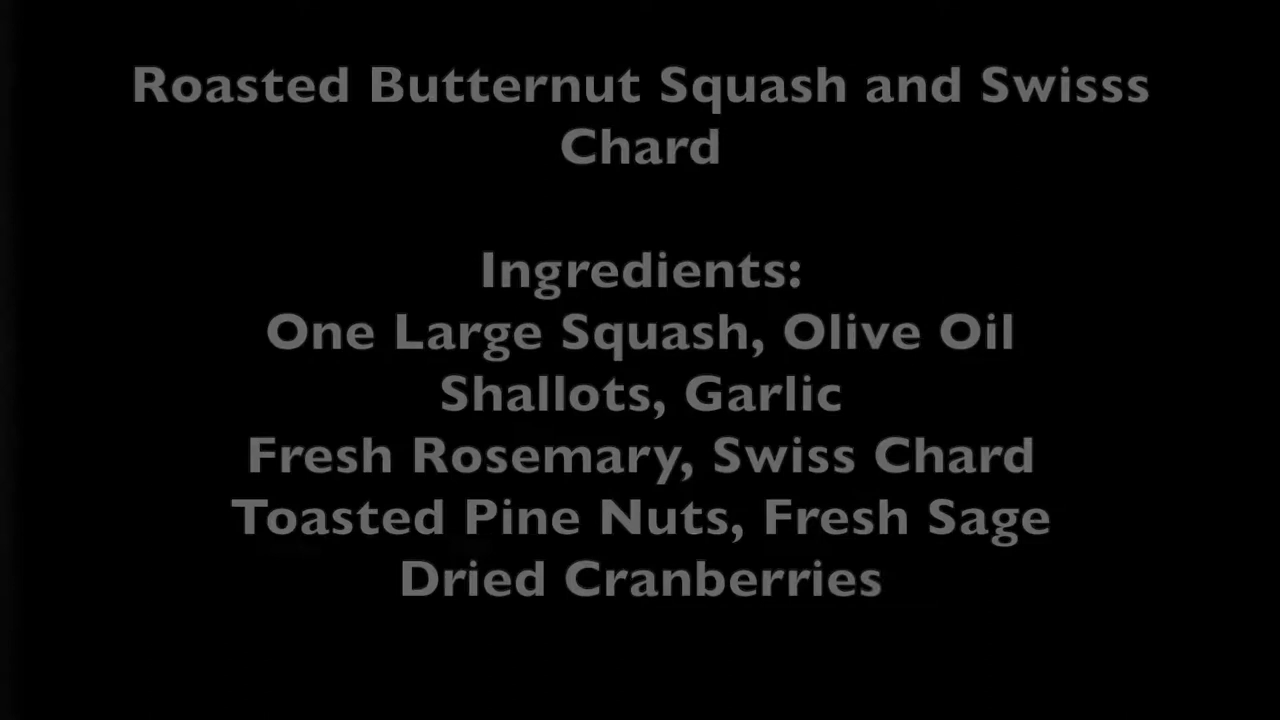 Roasted Butternut Squash and Swisss
Chard
Ingredients:
One Large Squash, Olive Oil
Shallots, Garlic
Fresh Rosemary, Swiss Chard
Toasted Pine Nuts, Fresh Sage
Dried Cranberries